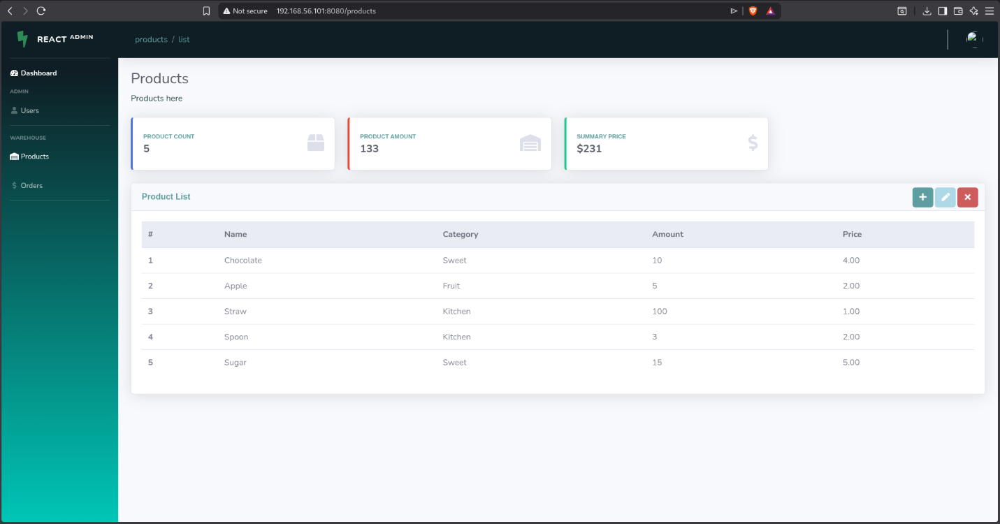 Not secure 192.168.56.101:8080/products
REACT ADMIN
products / list
Dashboard
ADMIN
Users
WAREHOUSE
Products
$ Orders
Products
Products here
PRODUCT COUNT
5
PRODUCT AMOUNT
133
SUMMARY PRICE
$231
$
Product List
# Name Category Amount Price
1 Chocolate Sweet 10 4.00
2 Apple Fruit 5 2.00
3 Straw Kitchen 100 1.00
4 Spoon Kitchen 3 2.00
5 Sugar Sweet 15 5.00